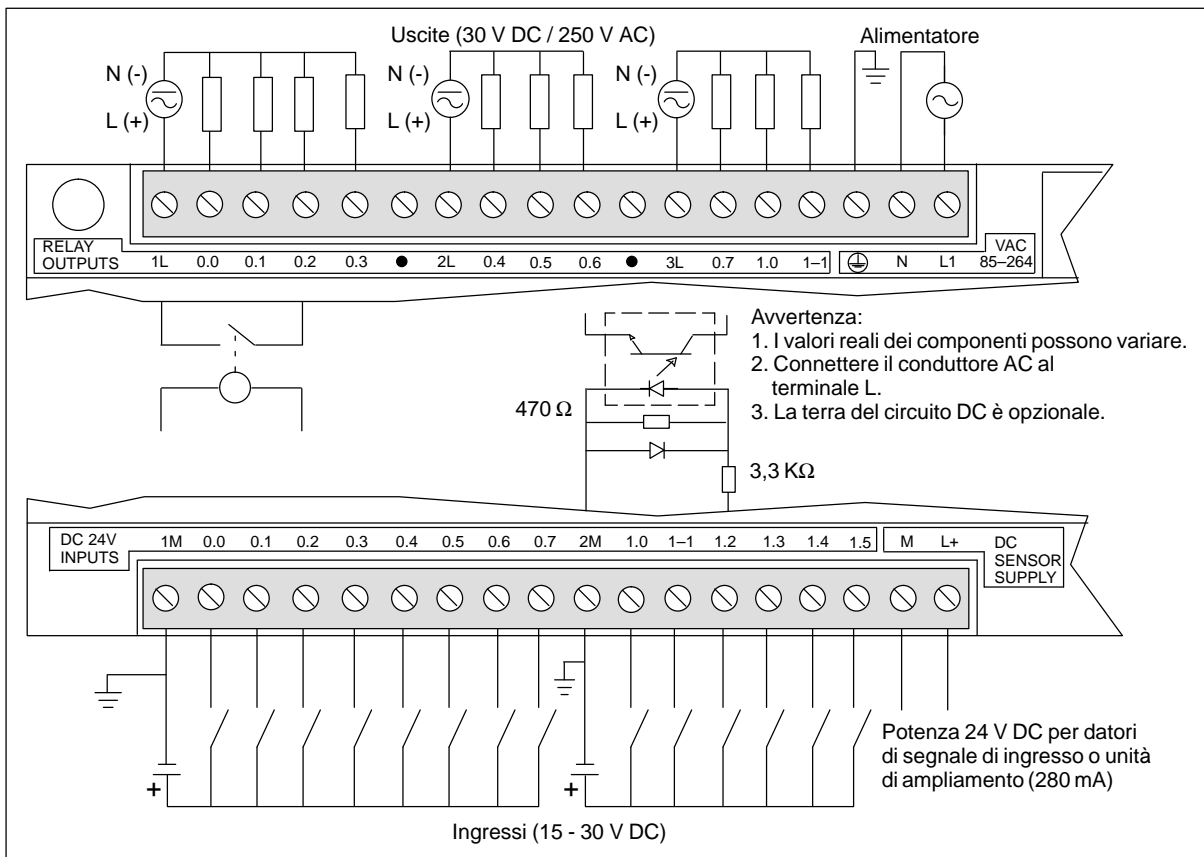 Uscite (30 V DC / 250 V AC)
Alimentatore
N (-)
N (-)
N (-)
L (+)
L (+)
L (+)
RELAY
OUTPUTS
1L 0.0 0.1 0.2 0.3 ● 2L 0.4 0.5 0.6 ● 3L 0.7 1.0 1–1 N L1
VAC
85–264
Avvertenza:
1. I valori reali dei componenti possono variare.
2. Connettere il conduttore AC al
terminale L.
3. La terra del circuito DC è opzionale.
470 Ω
3,3 KΩ
DC 24V
INPUTS
1M 0.0 0.1 0.2 0.3 0.4 0.5 0.6 0.7 2M 1.0 1–1 1.2 1.3 1.4 1.5 M L+
DC
SENSOR
SUPPLY
Potenza 24 V DC per datori
di segnale di ingresso o unità
di ampliamento (280 mA)
+
+
Ingressi (15 - 30 V DC)